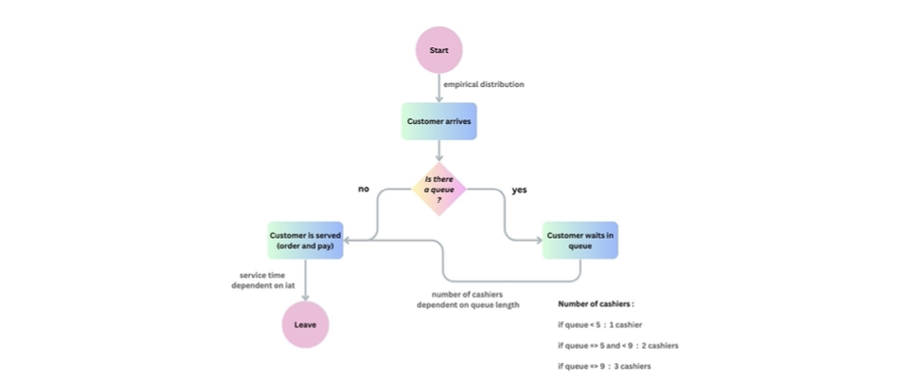 Start
empirical distribution
Customer arrives
Is there
a queue
?
no
yes
Customer is served
(order and pay)
Customer waits in
queue
service time
dependent on iat
number of cashiers
dependent on queue length
Leave
Number of cashiers :
if queue < 5 : 1 cashier
if queue => 5 and < 9 : 2 cashiers
if queue => 9 : 3 cashiers